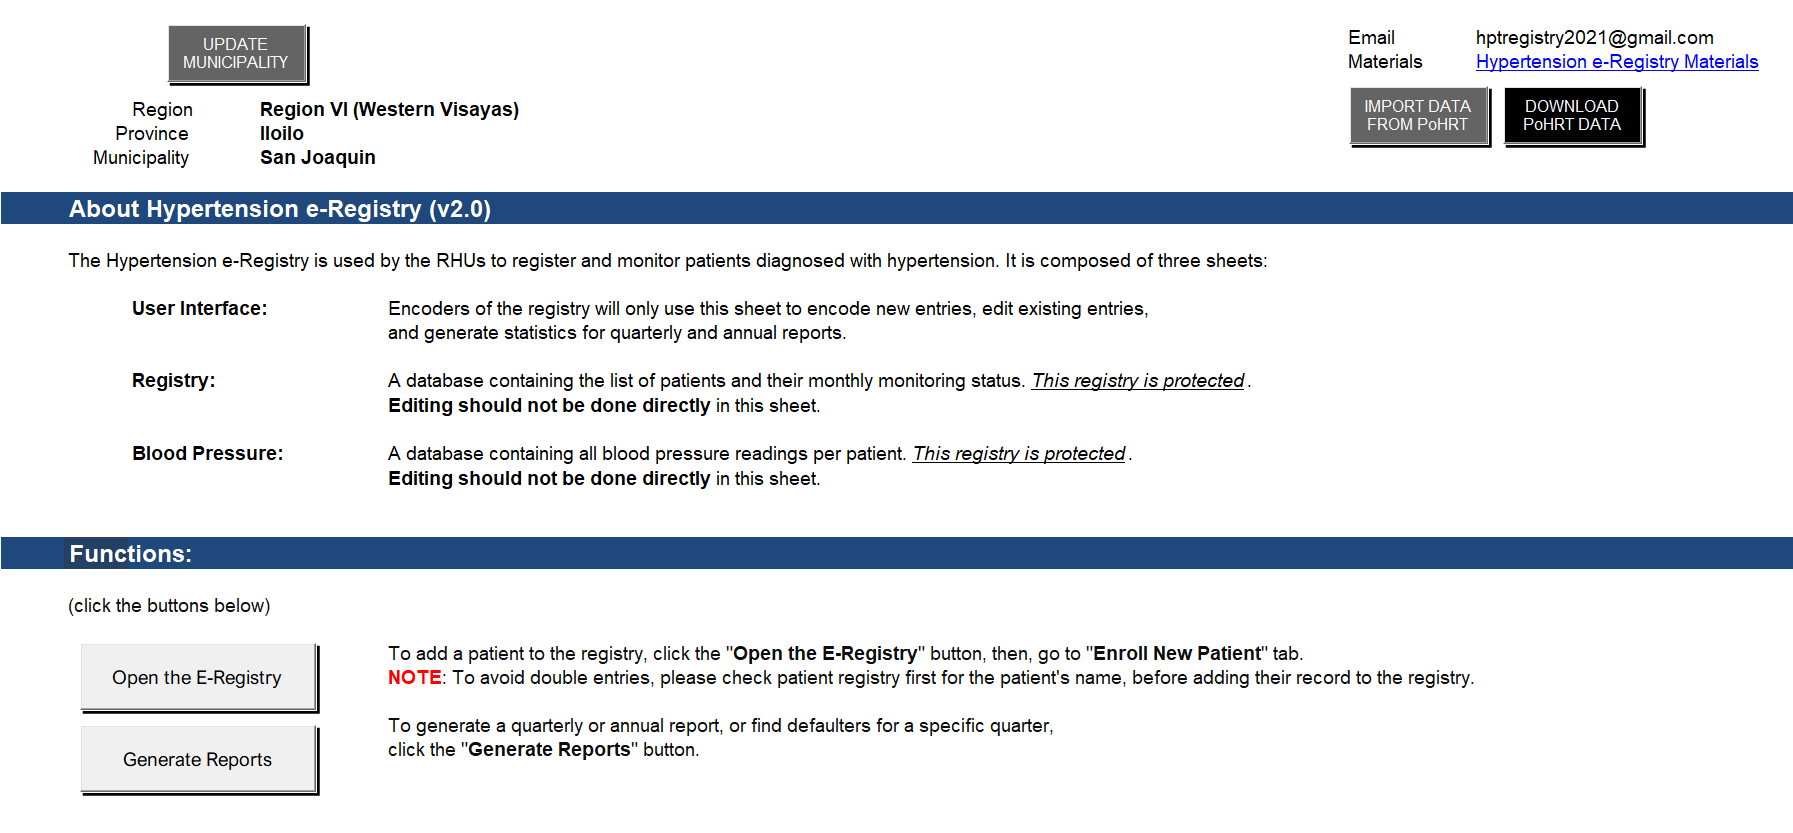 UPDATE
MUNICIPALITY
Email hptregistry2021@gmail.com
Materials Hypertension e-Registry Materials
IMPORT DATA
FROM PoHRT
DOWNLOAD
PoHRT DATA
Region Region VI (Western Visayas)
Province Iloilo
Municipality San Joaquin
About Hypertension e-Registry (v2.0)
The Hypertension e-Registry is used by the RHUs to register and monitor patients diagnosed with hypertension. It is composed of three sheets:
User Interface: Encoders of the registry will only use this sheet to encode new entries, edit existing entries,
and generate statistics for quarterly and annual reports.
Registry: A database containing the list of patients and their monthly monitoring status. This registry is protected.
Editing should not be done directly in this sheet.
Blood Pressure: A database containing all blood pressure readings per patient. This registry is protected.
Editing should not be done directly in this sheet.
Functions:
(click the buttons below)
Open the E-Registry
To add a patient to the registry, click the "Open the E-Registry" button, then, go to "Enroll New Patient" tab.
NOTE: To avoid double entries, please check patient registry first for the patient's name, before adding their record to the registry.
Generate Reports
To generate a quarterly or annual report, or find defaulters for a specific quarter,
click the "Generate Reports" button.